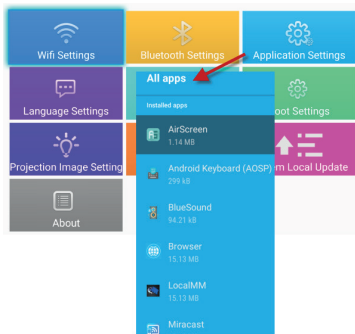 Wifi Settings
Bluetooth Settings
Application Settings
Language Settings
oot Settings
Projection Image Setting
m Local Update
About
All apps
Installed apps
AirScreen
1.14 MB
Android Keyboard (AOSP)
299 kB
BlueSound
94.21 kB
Browser
15.13 MB
LocalMM
15.13 MB
Miracast